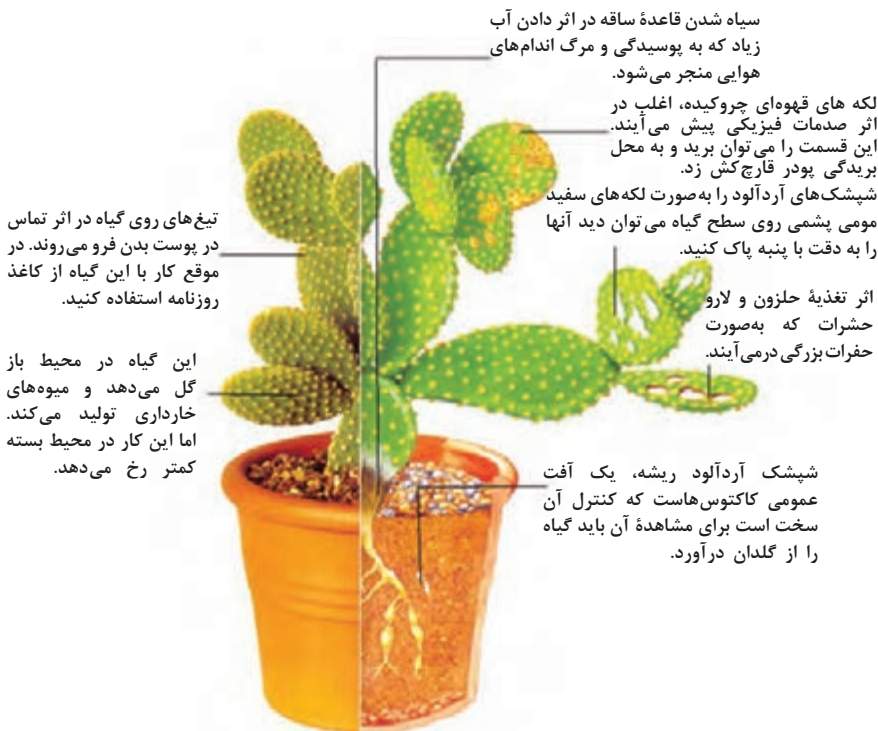 سیاه شدن قاعدهٔ ساقه در اثر دادن آب
زیاد که به پوسیدگی و مرگ اندام‌های
هوایی منجر می‌شود.
لکه های قهوه‌ای چروکیده، اغلب در
اثر صدمات فیزیکی پیش می‌آیند.
این قسمت را می‌توان برید و به محل
بریدگی پودر قارچ‌کش زد.
شپشک‌های آردآلود را به‌صورت لکه‌های سفید
مومی پشمی روی سطح گیاه می‌توان دید آنها
را به دقت با پنبه پاک کنید.
اثر تغذیهٔ حلزون و لارو
حشرات که به‌صورت
حفرات بزرگی درمی‌آیند.
شپشک آردآلود ریشه، یک آفت
عمومی کاکتوس‌هاست که کنترل آن
سخت است برای مشاهدهٔ آن باید گیاه
را از گلدان درآورد.
تیغ‌های روی گیاه در اثر تماس
در پوست بدن فرو می‌روند. در
موقع کار با این گیاه از کاغذ
روزنامه استفاده کنید.
این گیاه در محیط باز
گل می‌دهد و میوه‌های
خارداری تولید می‌کند.
اما این کار در محیط بسته
کمتر رخ می‌دهد.